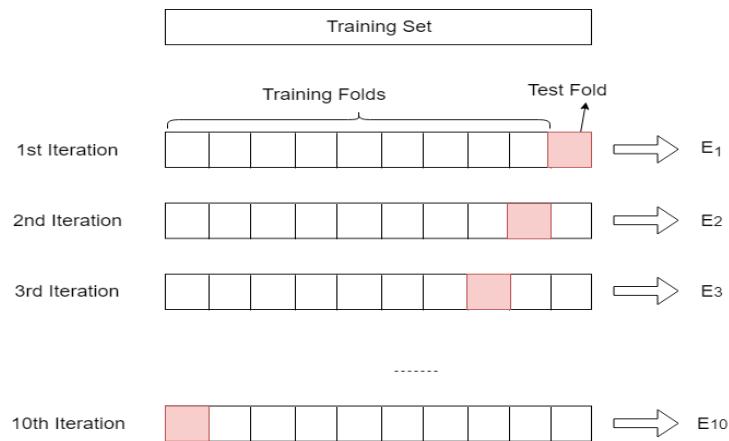 Training Set
Training Folds
Test Fold
1st Iteration
E1
2nd Iteration
E2
3rd Iteration
E3
-------
10th Iteration
E10